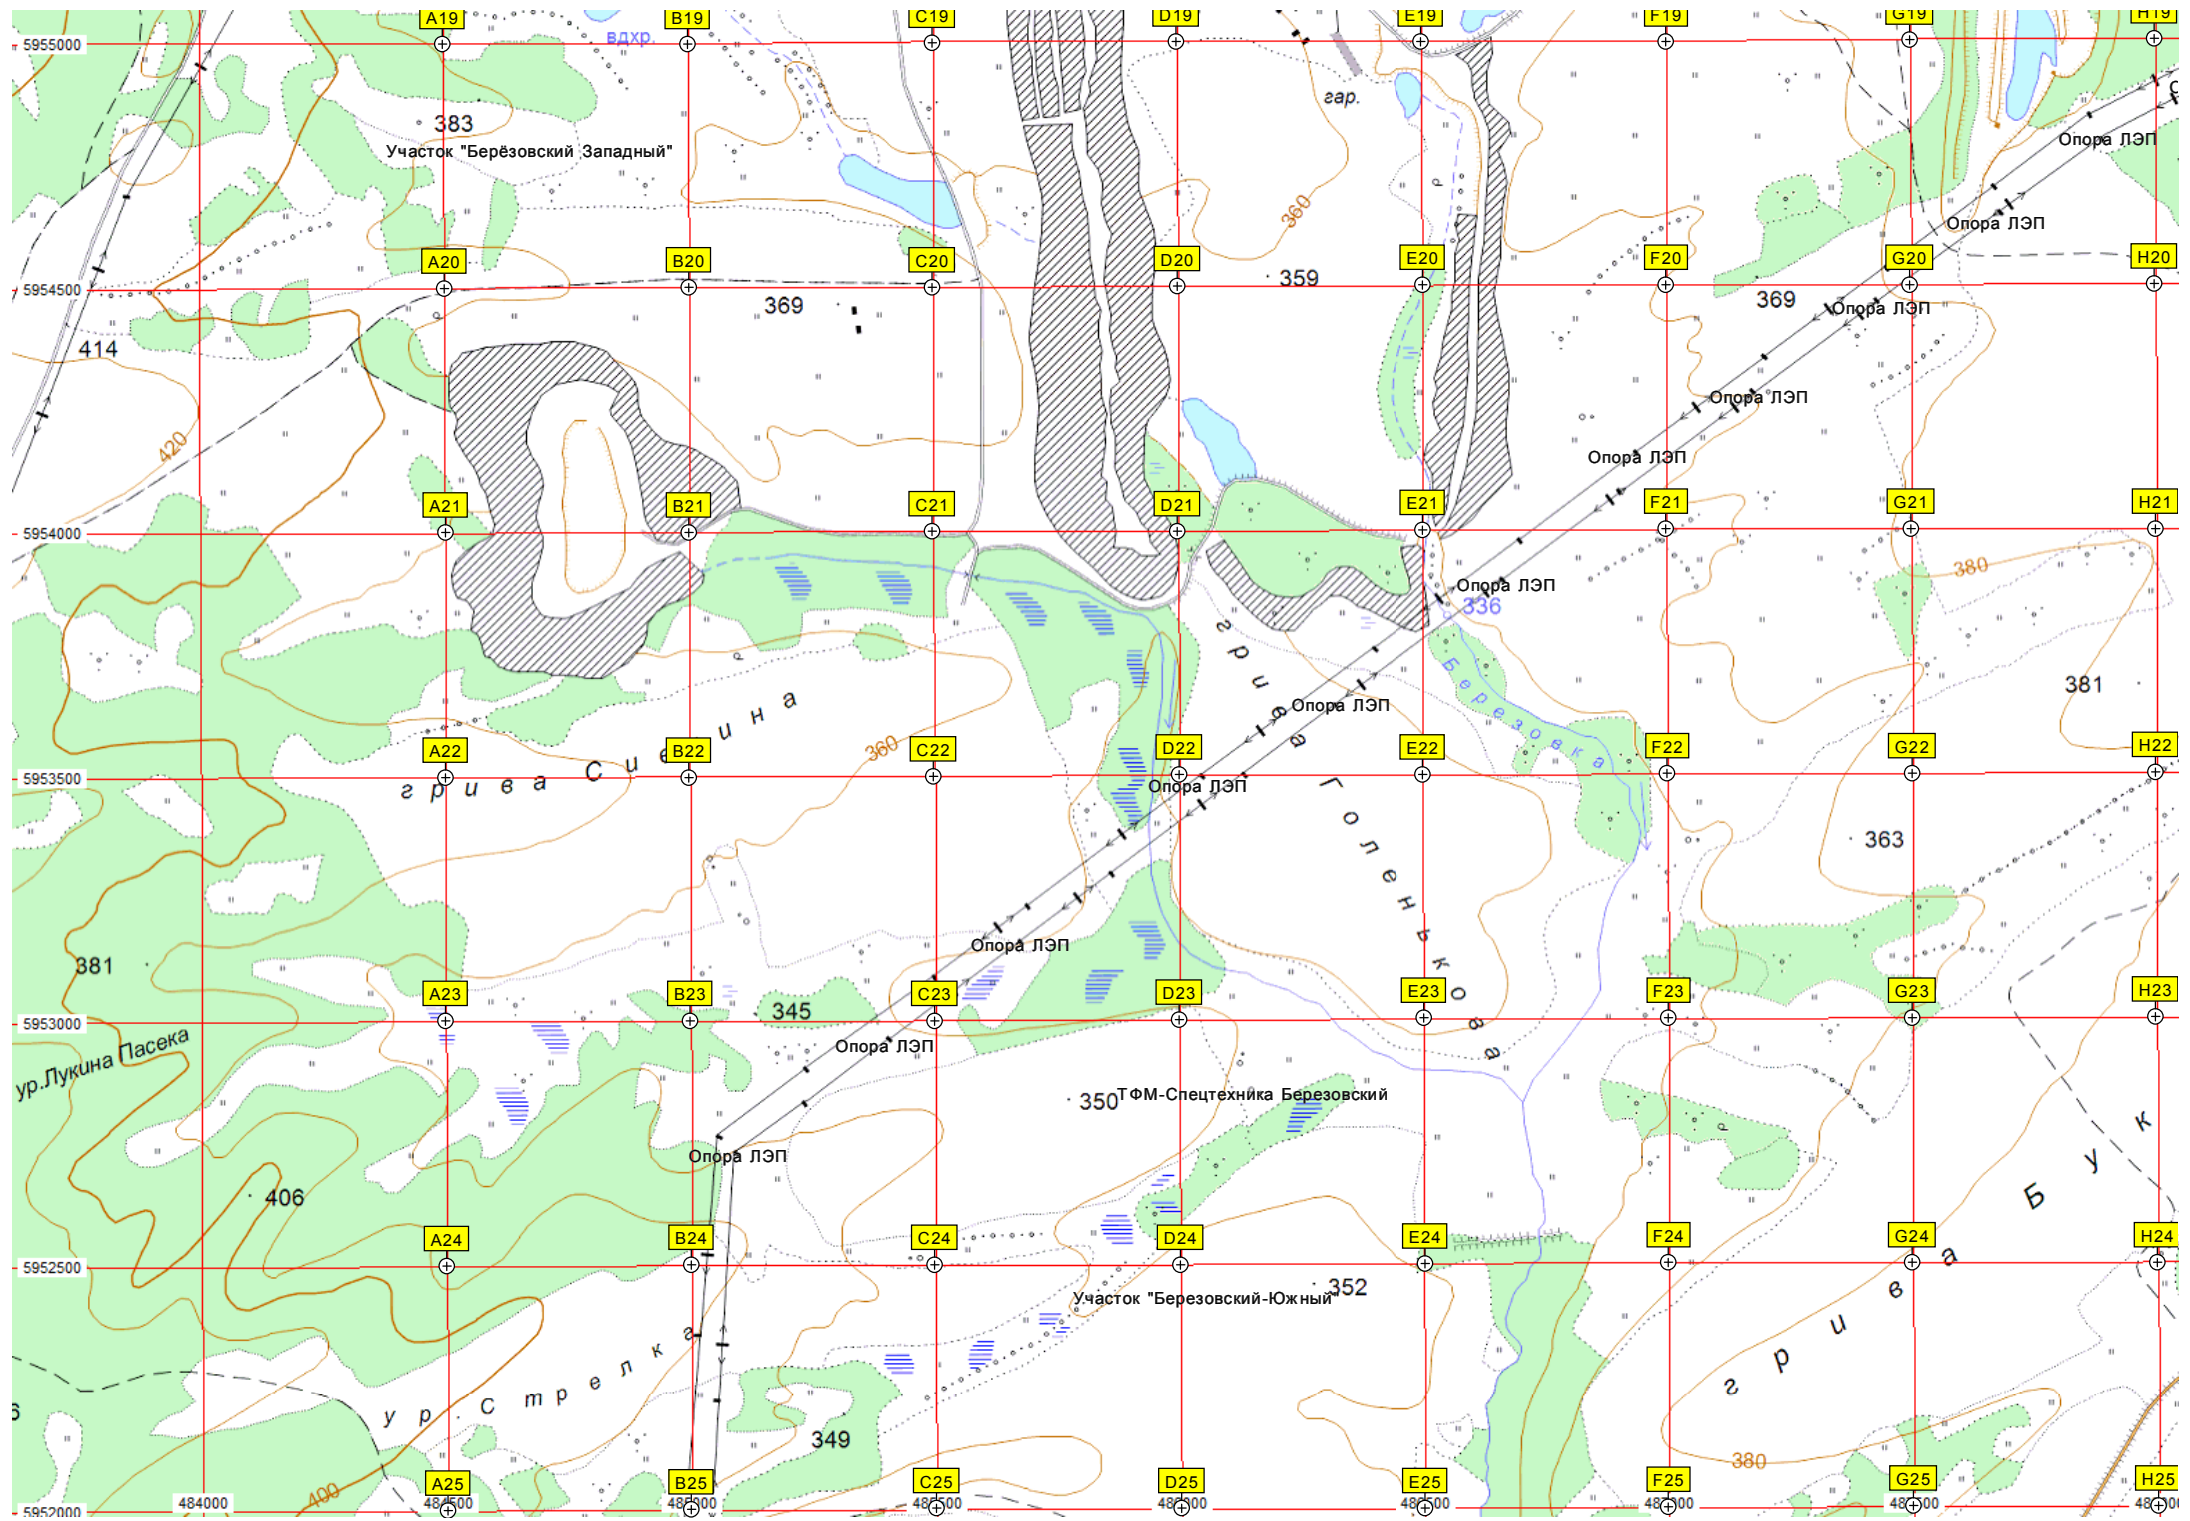 A19 B19 C19 D19 E19 F19 G19 H19
5955000
вдхр.
гар.
383
Участок "Берёзовский Западный"
Опора ЛЭП
360
Опора ЛЭП
A20 B20 C20 D20 E20 F20 G20 H20
5954500
369
359
369
Опора ЛЭП
414
Опора ЛЭП
420
Опора ЛЭП
A21 B21 C21 D21 E21 F21 G21 H21
5954000
380
Опора ЛЭП
336
381
Опора ЛЭП
Березовка
грива Сивина
360
A22 B22 C22 D22 E22 F22 G22 H22
5953500
Опора ЛЭП
грива Голенькова
363
Опора ЛЭП
381
A23 B23 C23 D23 E23 F23 G23 H23
345
5953000
ур.Лукина Пасека
Опора ЛЭП
350
ТФМ-Спецтехника Березовский
Опора ЛЭП
406
грива Бук
A24 B24 C24 D24 E24 F24 G24 H24
5952500
352
Участок "Березовский-Южный"
ур. Стрелка
349
380
400
A25 B25 C25 D25 E25 F25 G25 H25
484000
5952000